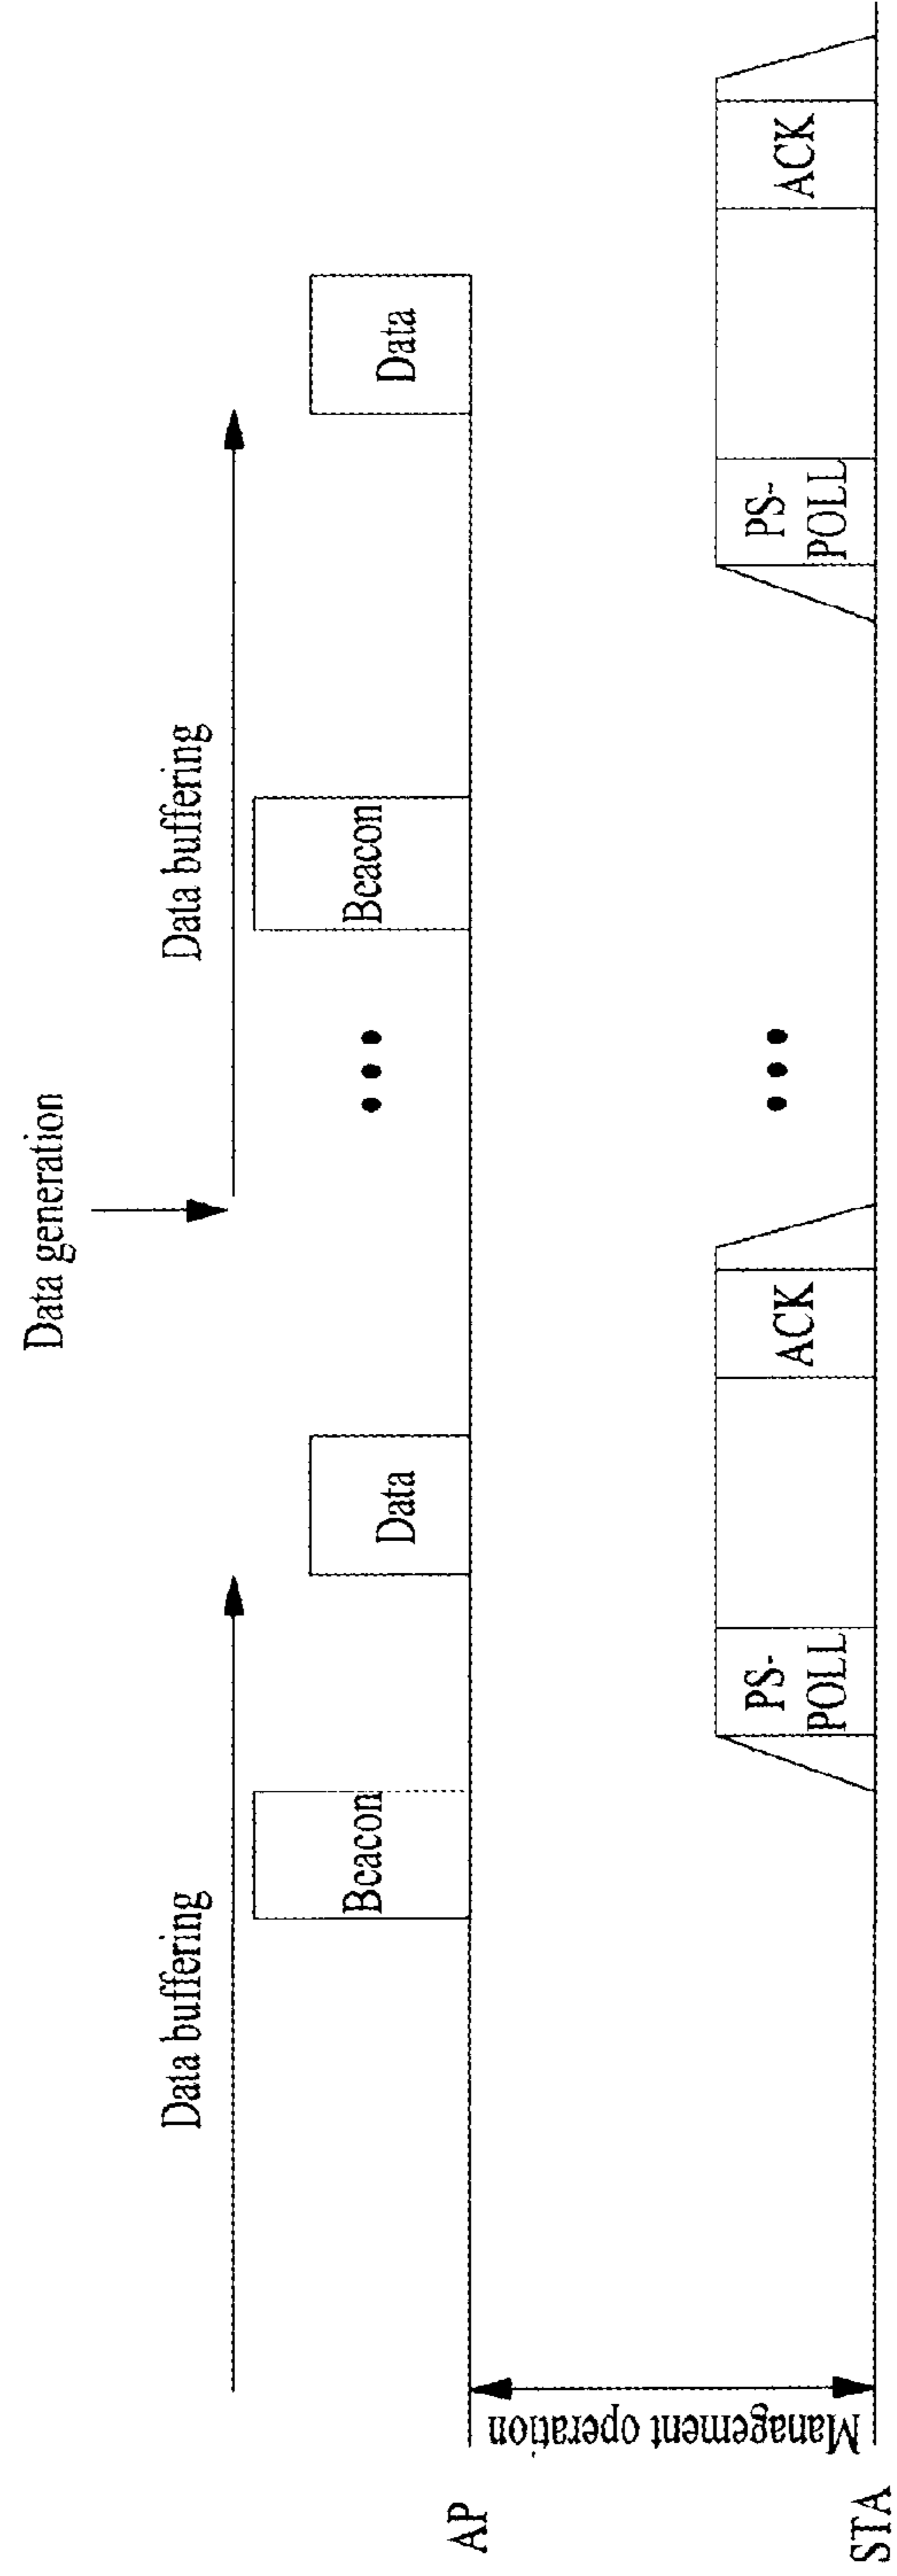 Data generation
Data buffering
Data buffering
Beacon
Data
Beacon
Data
AP
Management operation
PS-
POLL
ACK
PS-
POLL
ACK
STA